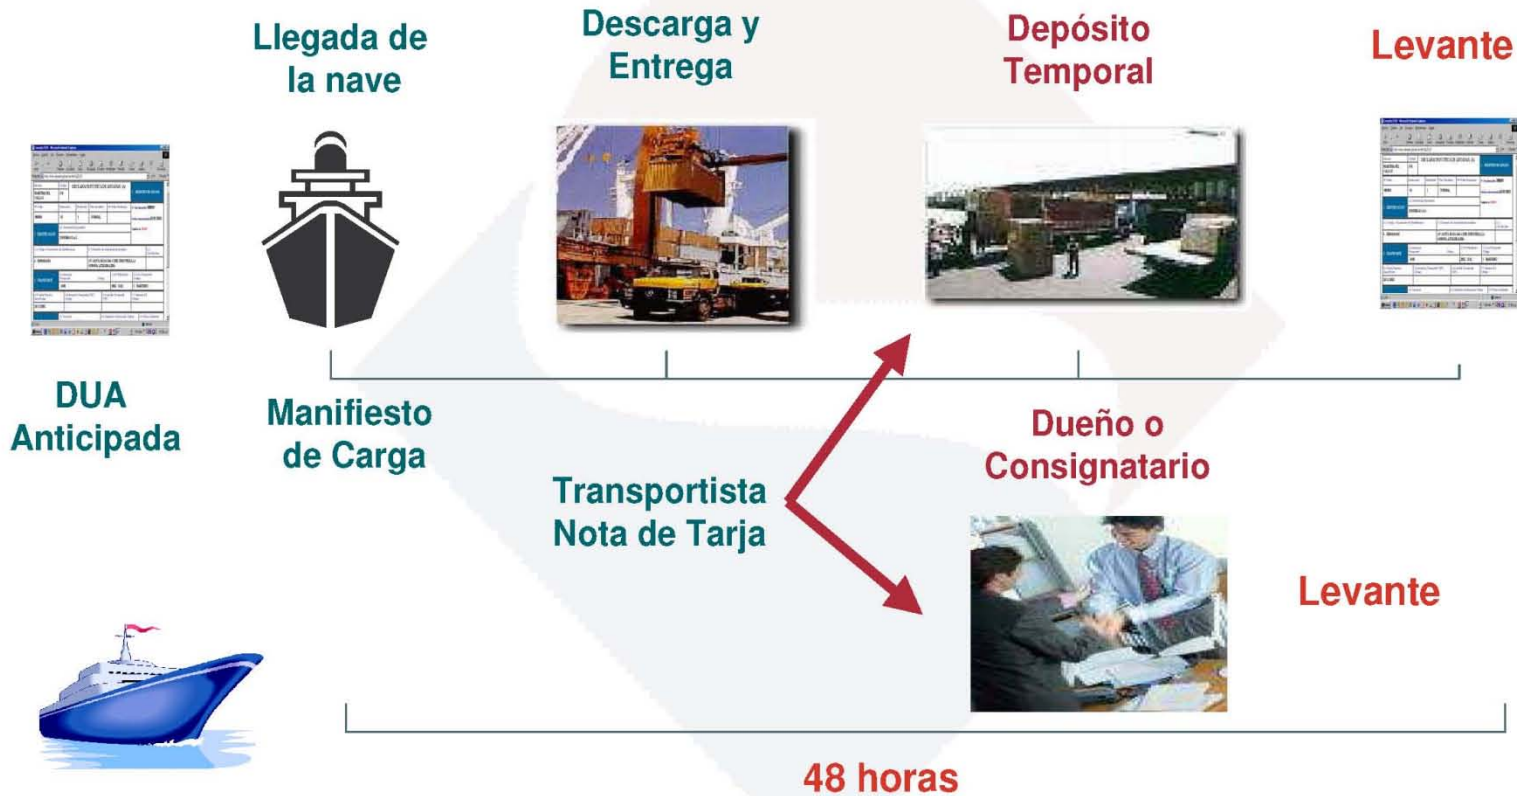 Llegada de
la nave
Descarga y
Entrega
Depósito
Temporal
Levante
DUA
Anticipada
Manifiesto
de Carga
Transportista
Nota de Tarja
Dueño o
Consignatario
Levante
48 horas